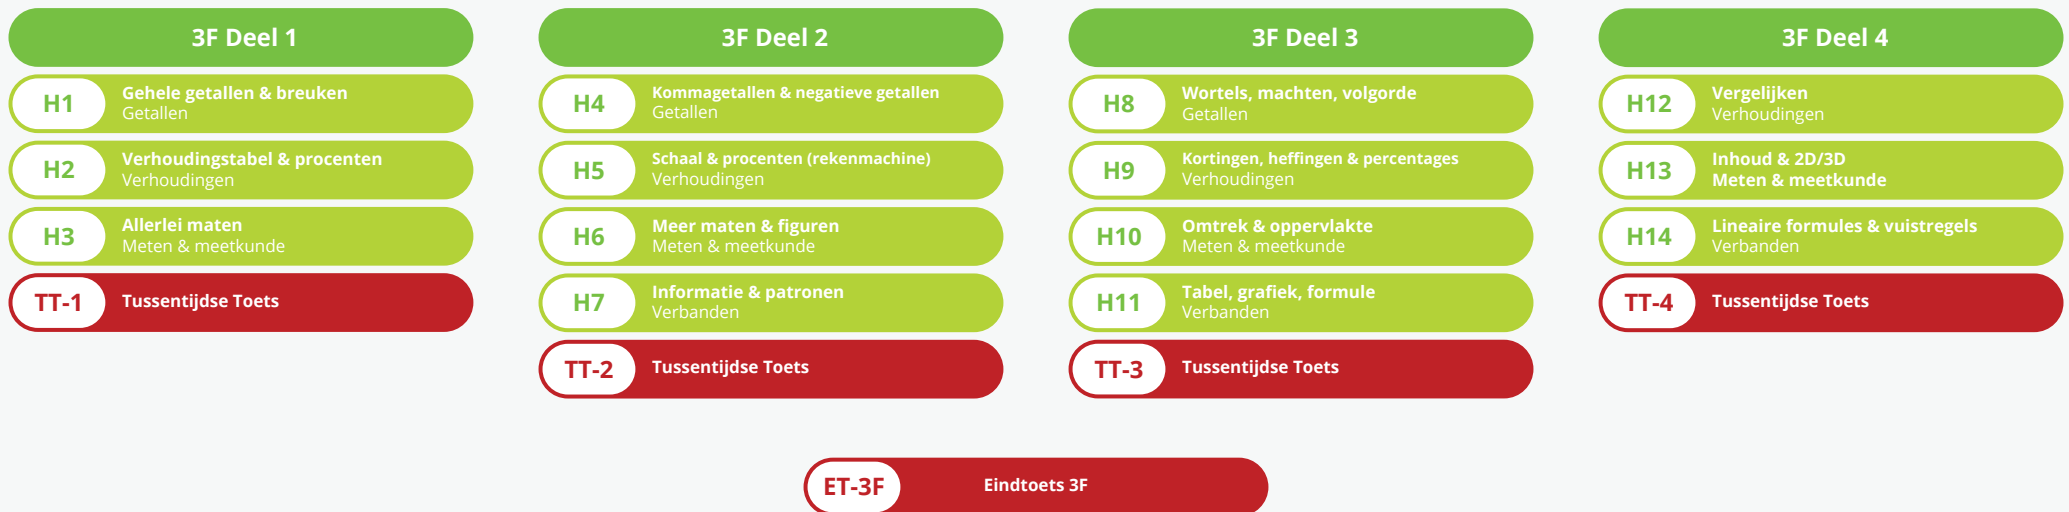 3F Deel 1
H1
Gehele getallen & breuken
Getallen
H2
Verhoudingstabel & procenten
Verhoudingen
H3
Allerlei maten
Meten & meetkunde
TT-1
Tussentijdse Toets
3F Deel 2
H4
Kommagetallen & negatieve getallen
Getallen
H5
Schaal & procenten (rekenmachine)
Verhoudingen
H6
Meer maten & figuren
Meten & meetkunde
H7
Informatie & patronen
Verbanden
TT-2
Tussentijdse Toets
3F Deel 3
H8
Wortels, machten, volgorde
Getallen
H9
Kortingen, heffingen & percentages
Verhoudingen
H10
Omtrek & oppervlakte
Meten & meetkunde
H11
Tabel, grafiek, formule
Verbanden
TT-3
Tussentijdse Toets
3F Deel 4
H12
Vergelijken
Verhoudingen
H13
Inhoud & 2D/3D
Meten & meetkunde
H14
Lineaire formules & vuistregels
Verbanden
TT-4
Tussentijdse Toets
ET-3F
Eindtoets 3F